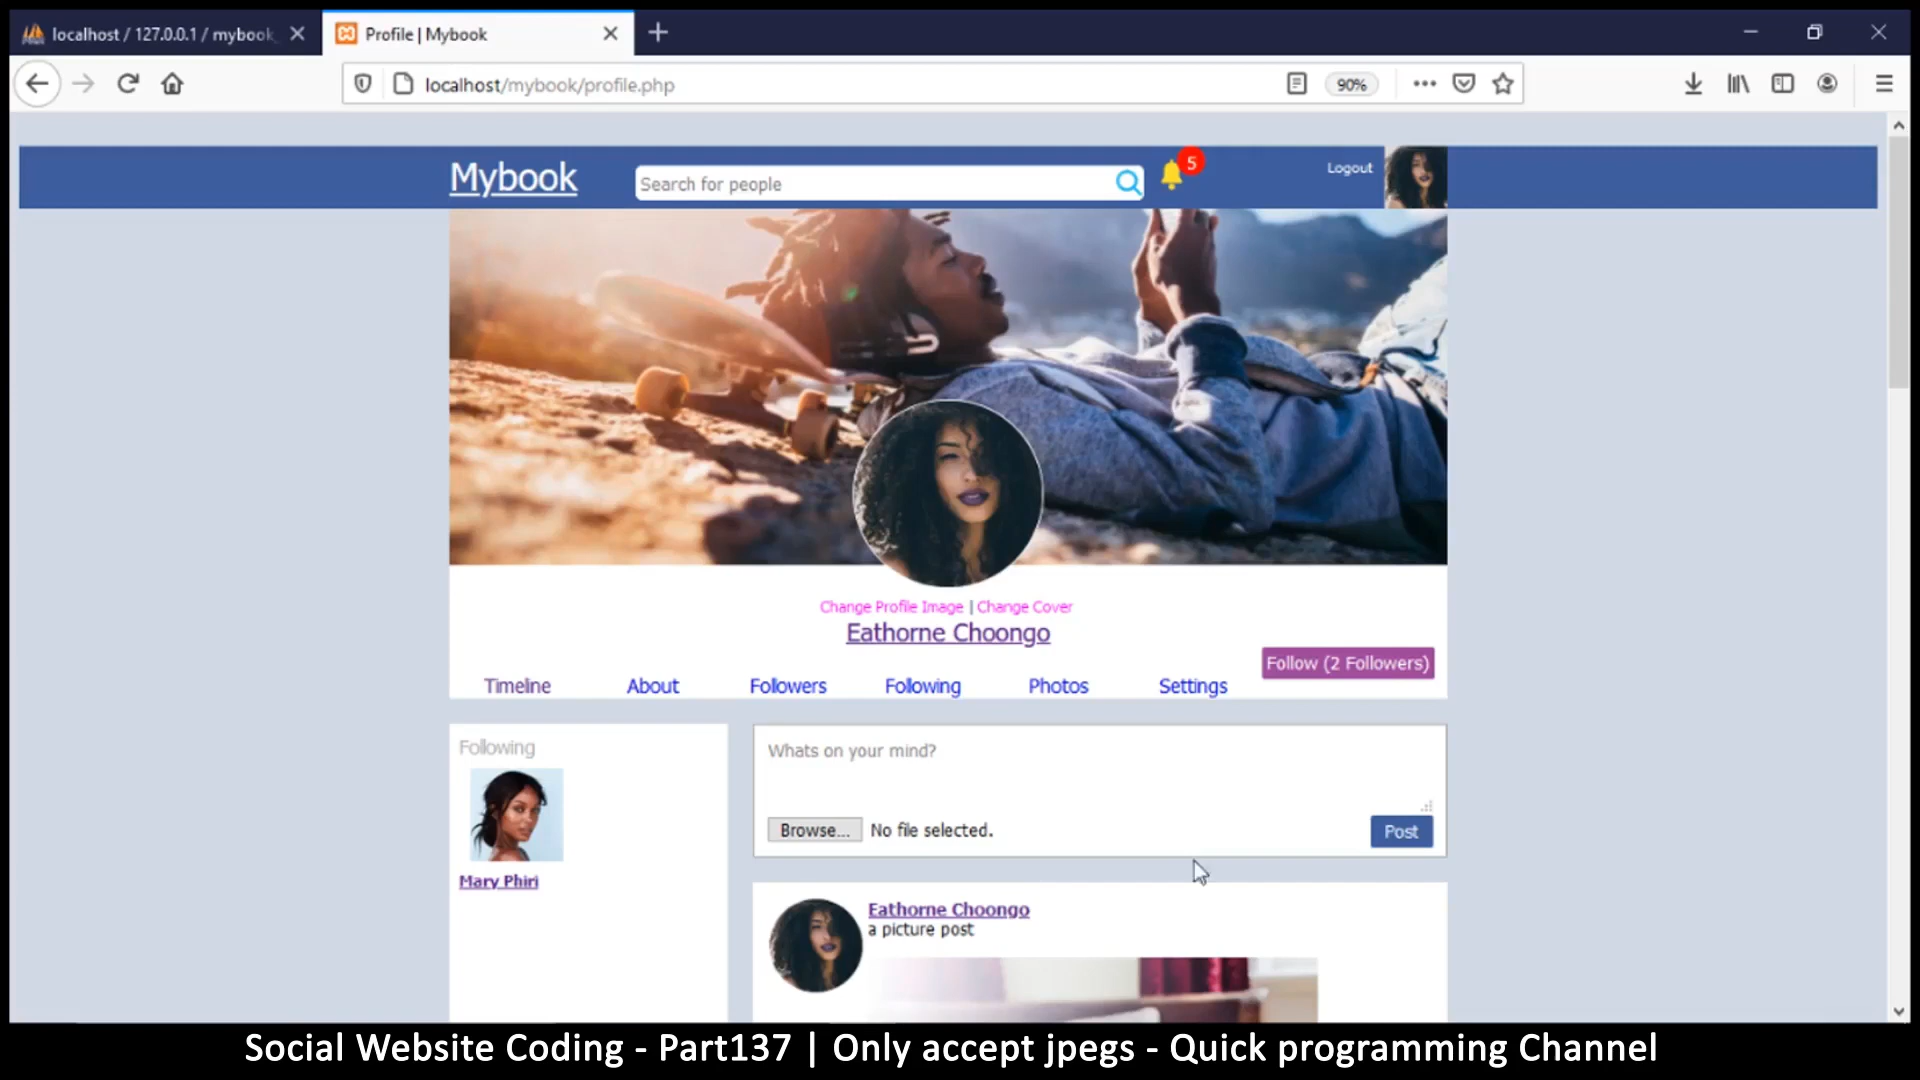 localhost / 127.0.0.1 / mybook_
Profile | Mybook
localhost/mybook/profile.php
90%
Mybook
Search for people
5
Logout
Change Profile Image | Change Cover
Eathorne Choongo
Follow (2 Followers)
Timeline
About
Followers
Following
Photos
Settings
Following
Mary Phiri
Whats on your mind?
Browse... No file selected.
Post
Eathorne Choongo
a picture post
Social Website Coding - Part137 | Only accept jpegs - Quick programming Channel